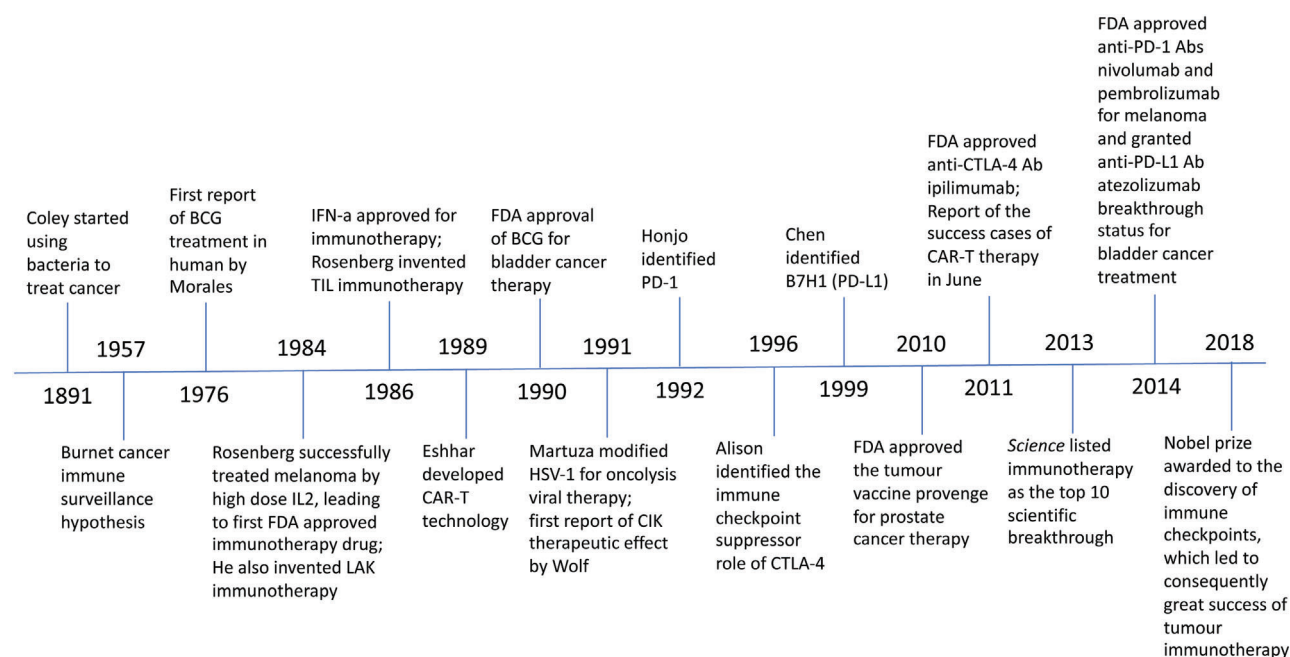 Coley started
using
bacteria to
treat cancer
1891
1957
Burnet cancer
immune
surveillance
hypothesis
First report
of BCG
treatment in
human by
Morales
1976
1984
Rosenberg successfully
treated melanoma by
high dose IL2, leading
to first FDA approved
immunotherapy drug;
He also invented LAK
immunotherapy
IFN-a approved for
immunotherapy;
Rosenberg invented
TIL immunotherapy
1986
1989
Eshhar
developed
CAR-T
technology
FDA approval
of BCG for
bladder cancer
therapy
1990
1991
Martuza modified
HSV-1 for oncolysis
viral therapy;
first report of CIK
therapeutic effect
by Wolf
Honjo
identified
PD-1
1992
1996
Alison
identified the
immune
checkpoint
suppressor
role of CTLA-4
Chen
identified
B7H1 (PD-L1)
1999
2010
FDA approved
the tumour
vaccine provenge
for prostate
cancer therapy
FDA approved
anti-CTLA-4 Ab
ipilimumab;
Report of the
success cases of
CAR-T therapy
in June
2011
2013
Science listed
immunotherapy
as the top 10
scientific
breakthrough
FDA approved
anti-PD-1 Abs
nivolumab and
pembrolizumab
for melanoma
and granted
anti-PD-L1 Ab
atezolizumab
breakthrough
status for
bladder cancer
treatment
2014
2018
Nobel prize
awarded to the
discovery of
immune
checkpoints,
which led to
consequently
great success of
tumour
immunotherapy